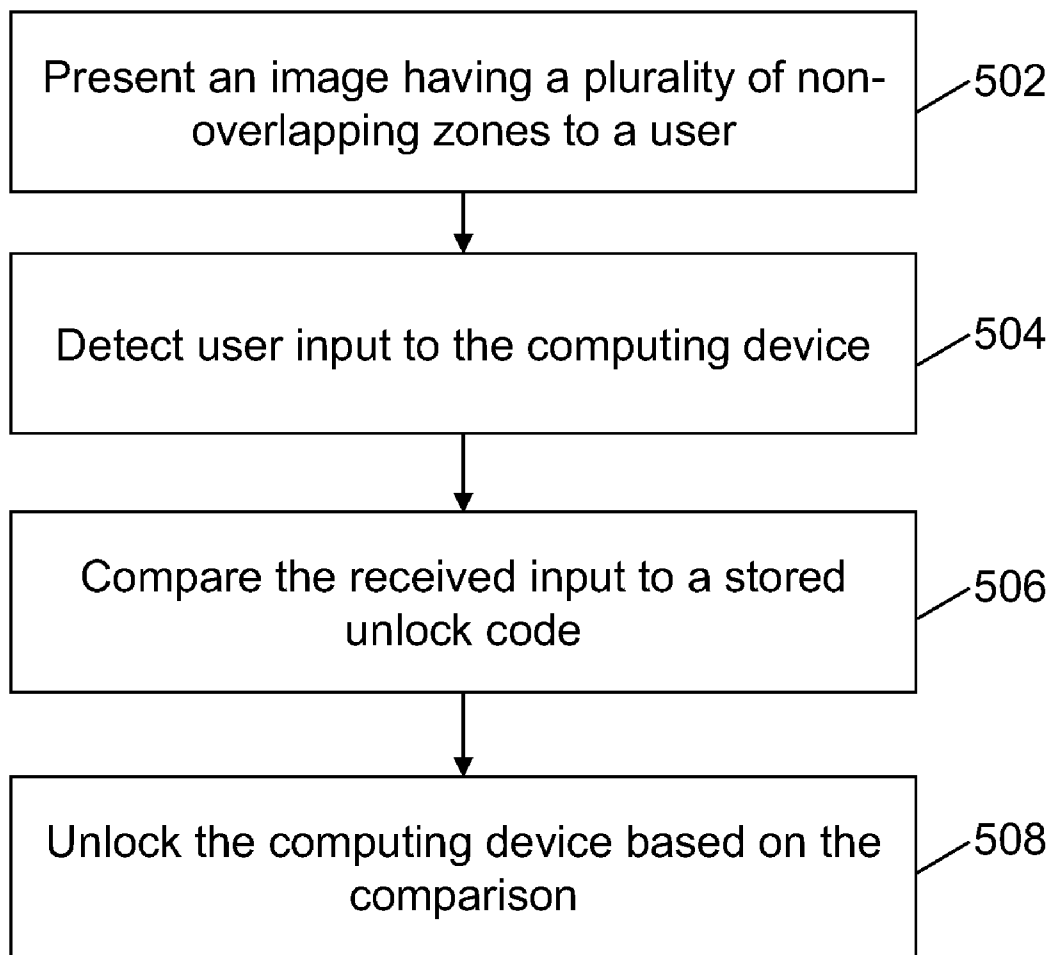 Present an image having a plurality of non-
overlapping zones to a user
502
Detect user input to the computing device
504
Compare the received input to a stored
unlock code
506
Unlock the computing device based on the
comparison
508